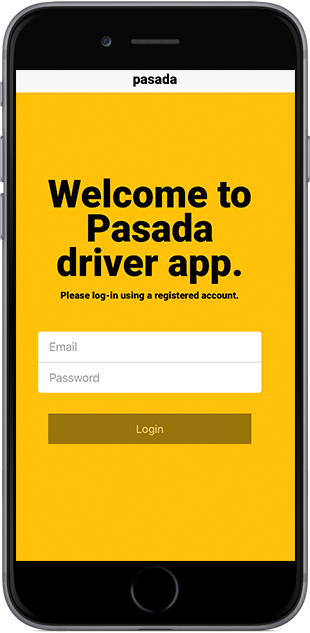 pasada
Welcome to
Pasada
driver app.
Please log-in using a registered account.
Email
Password
Login